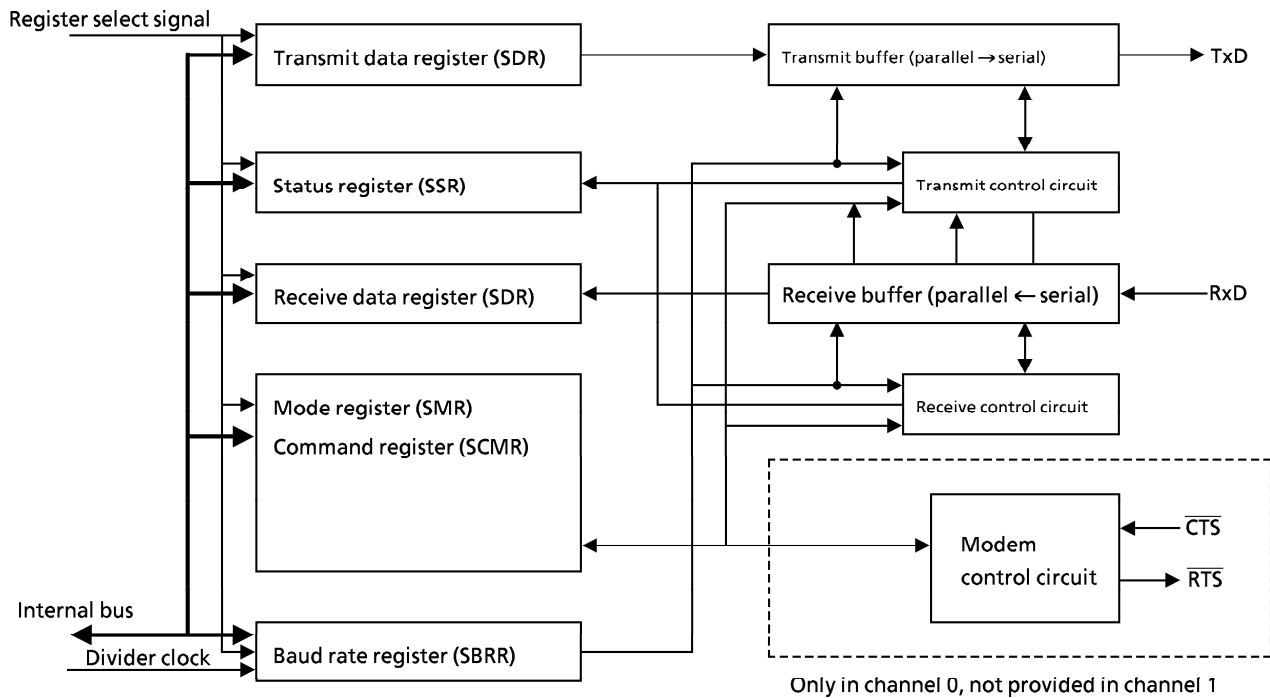 Register select signal
Transmit data register (SDR)
Transmit buffer (parallel → serial)
TxD
Status register (SSR)
Transmit control circuit
Receive data register (SDR)
Receive buffer (parallel ← serial)
RxD
Mode register (SMR)
Command register (SCMR)
Receive control circuit
Modem
control circuit
C̅T̅S̅
R̅T̅S̅
Internal bus
Divider clock
Baud rate register (SBRR)
Only in channel 0, not provided in channel 1